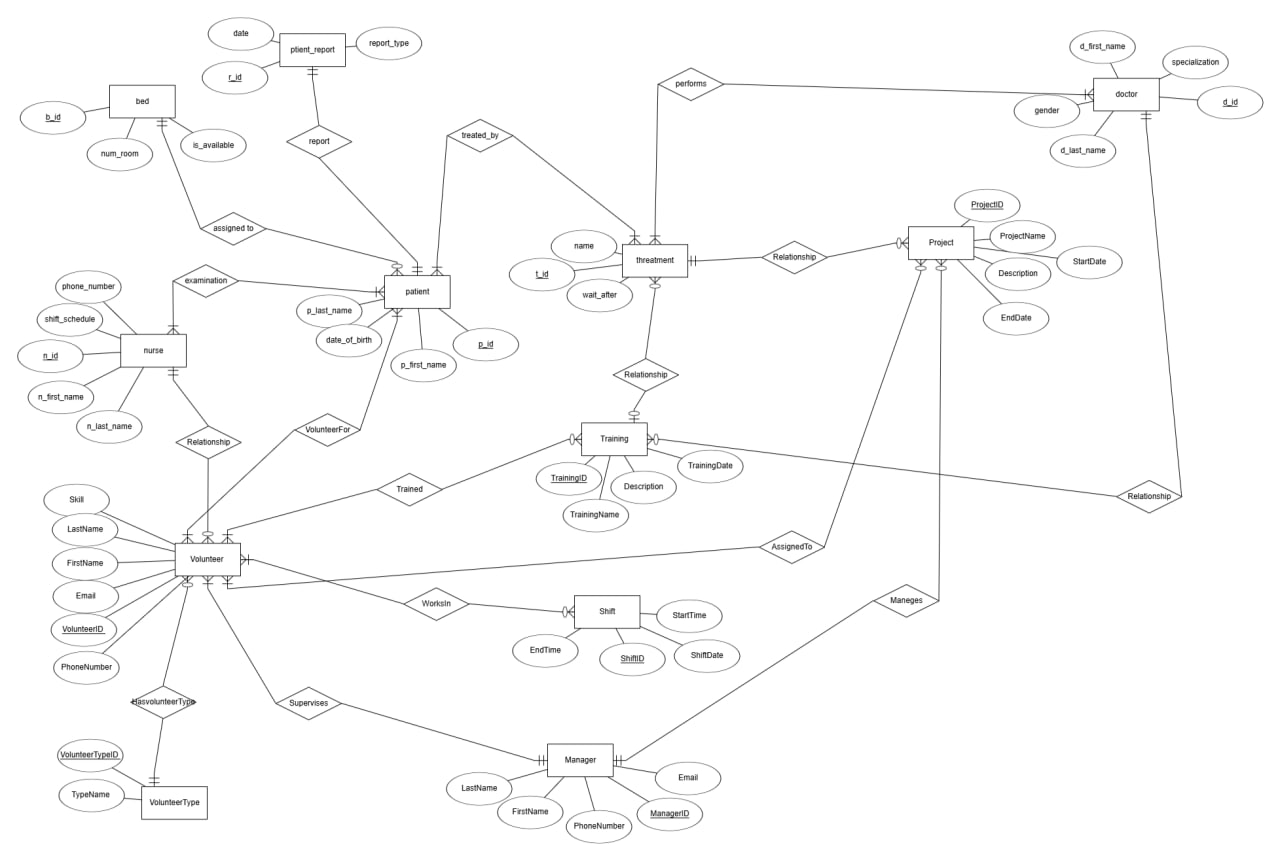 date
ptient_report
report_type
r_id
d_first_name
specialization
performs
doctor
d_id
gender
d_last_name
bed
b_id
num_room
is_available
report
treated_by
assigned to
ProjectID
ProjectName
Project
StartDate
Description
EndDate
name
threatment
Relationship
t_id
wait_after
phone_number
examination
patient
shift_schedule
p_last_name
date_of_birth
p_id
p_first_name
nurse
n_id
n_first_name
n_last_name
Relationship
VolunteerFor
Relationship
Training
TrainingDate
TrainingID
Description
TrainingName
Trained
Relationship
Skill
LastName
FirstName
Volunteer
Email
VolunteerID
PhoneNumber
AssignedTo
WorksIn
Shift
StartTime
EndTime
ShiftID
ShiftDate
Maneges
HasvolunteerType
Supervises
VolunteerTypeID
TypeName
VolunteerType
Manager
LastName
Email
FirstName
ManagerID
PhoneNumber